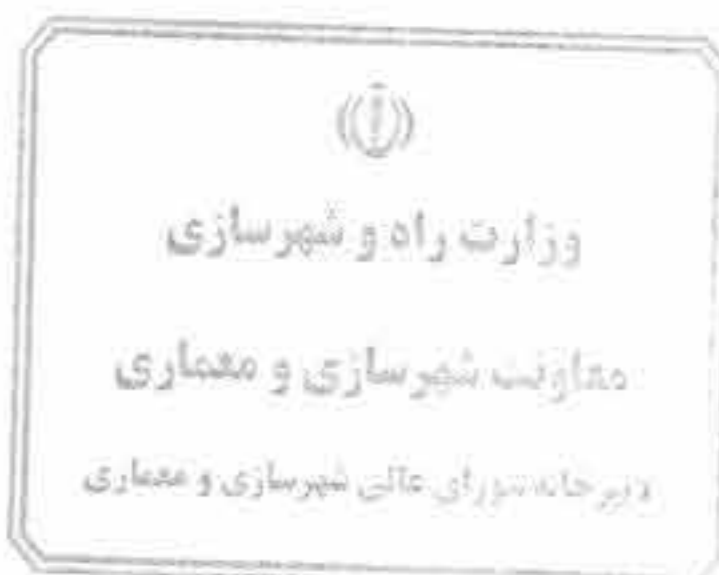 وزارت راه و شهرسازی
معاونت شهرسازی و معماری
دبیرخانه شورای عالی شهرسازی و معماری